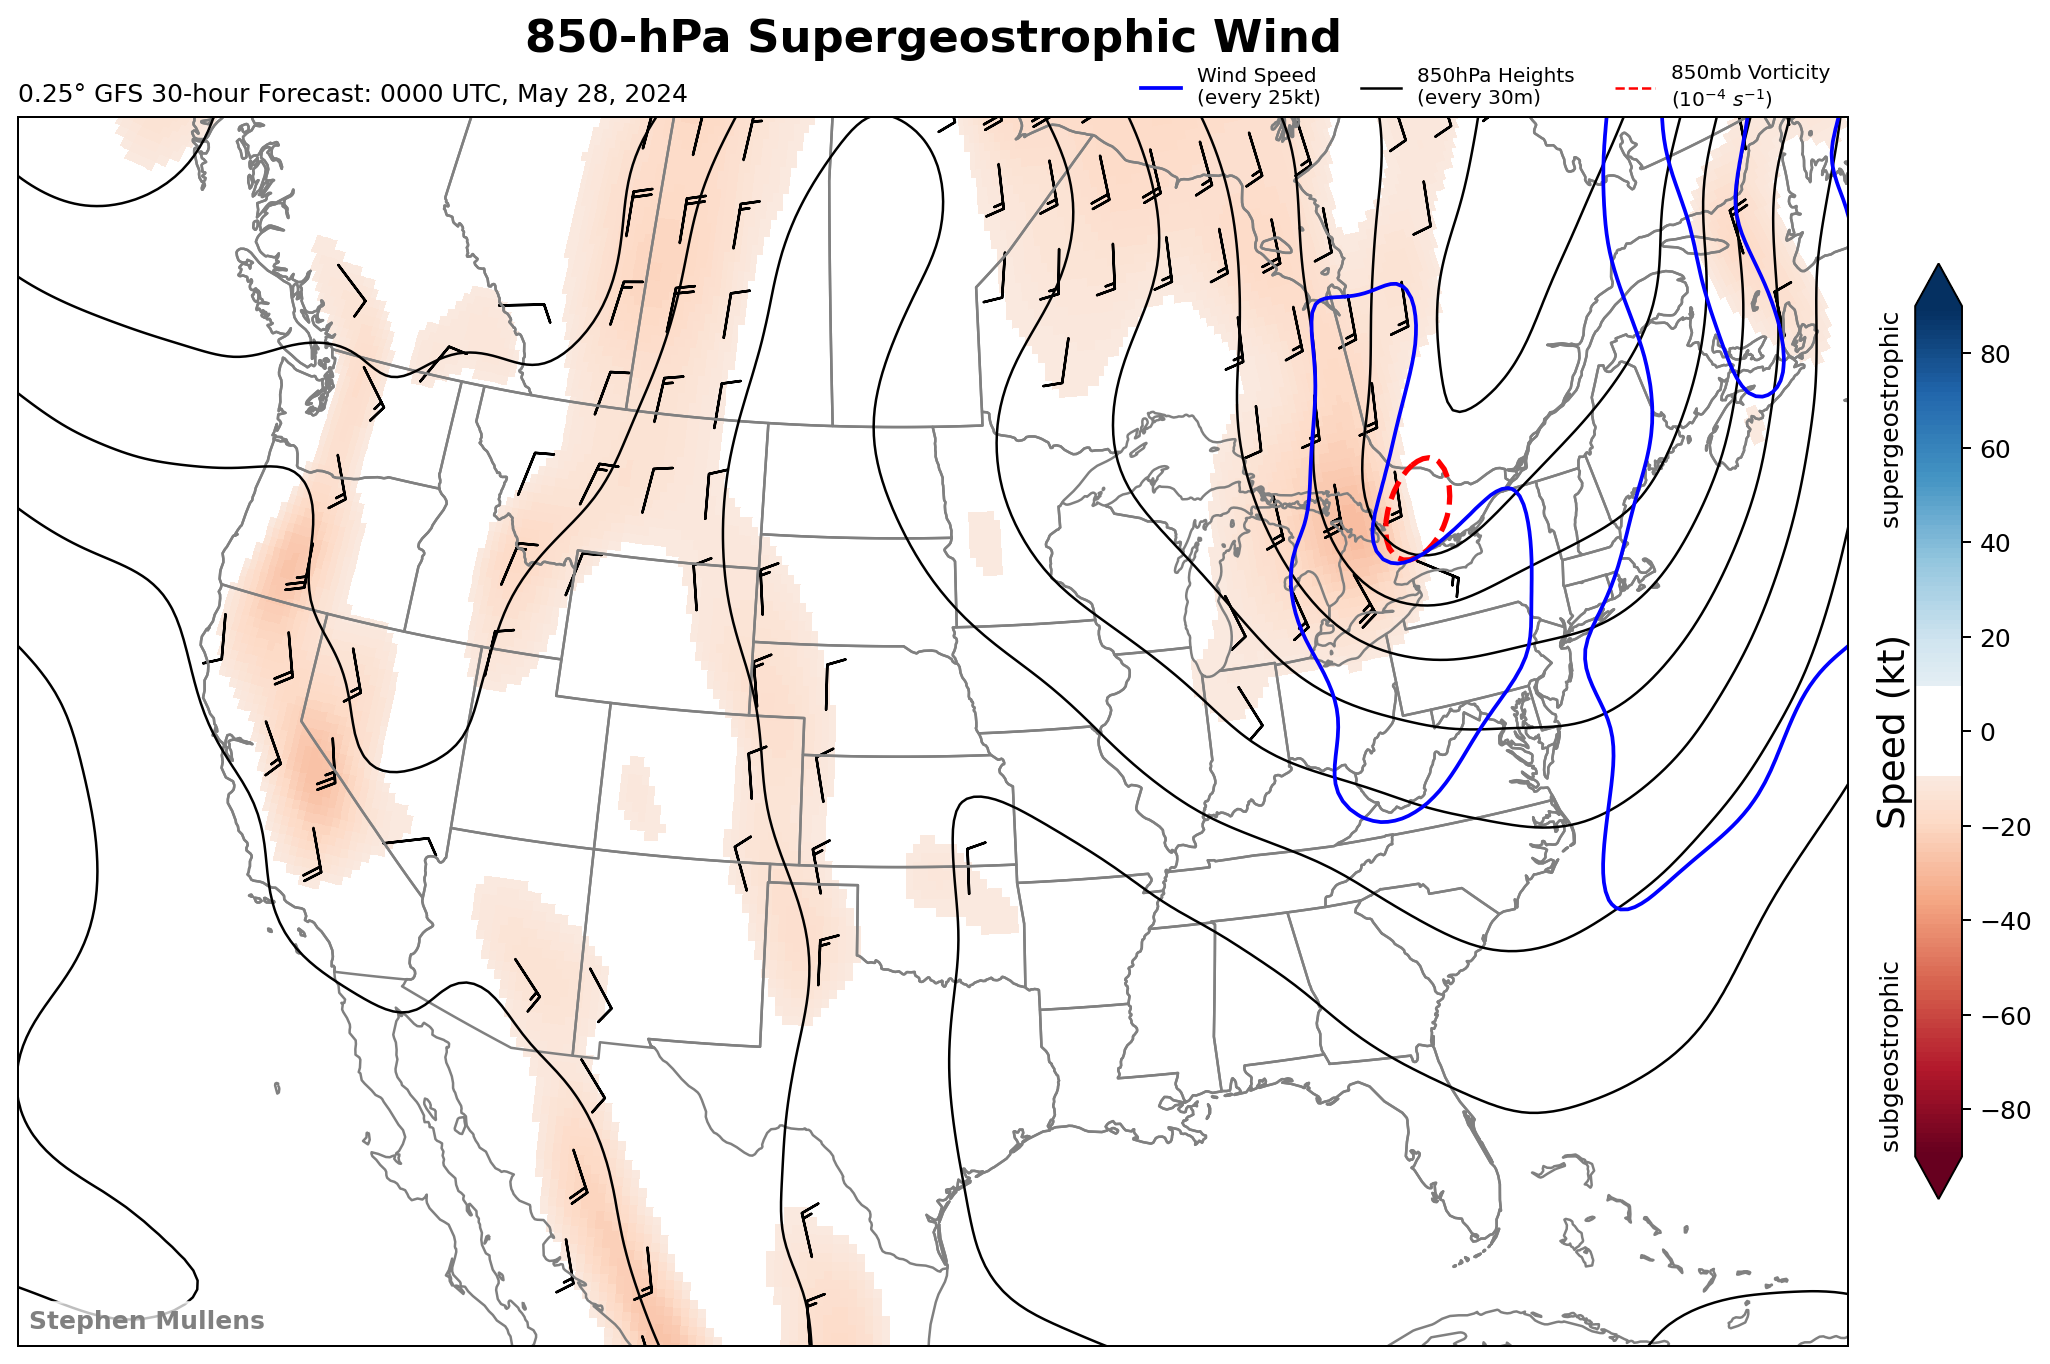 850-hPa Supergeostrophic Wind
0.25° GFS 30-hour Forecast: 0000 UTC, May 28, 2024
Wind Speed
(every 25kt)
850hPa Heights
(every 30m)
850mb Vorticity
(10⁻⁴ s⁻¹)
supergeostrophic
Speed (kt)
subgeostrophic
80
60
40
20
0
−20
−40
−60
−80
Stephen Mullens